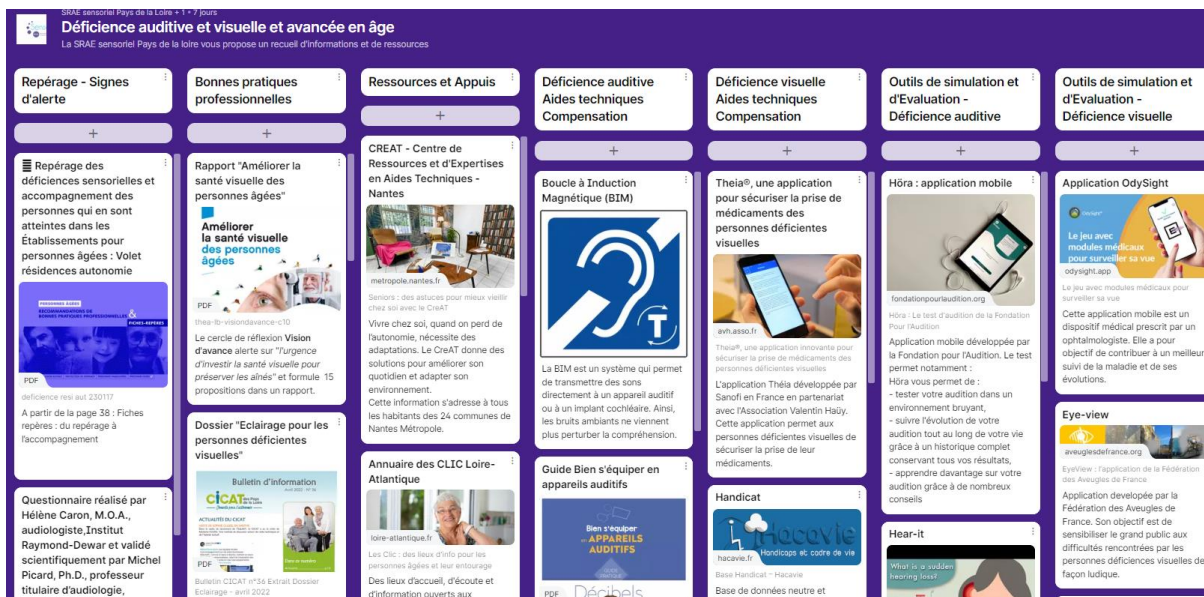 SRAE sensoriel Pays de la Loire + 1 • 7 jours
Déficience auditive et visuelle et avancée en âge
La SRAE sensoriel Pays de la loire vous propose un recueil d'informations et de ressources
Repérage - Signes
d'alerte
+
Repérage des
déficiences sensorielles et
accompagnement des
personnes qui en sont
atteintes dans les
Établissements pour
personnes âgées : Volet
résidences autonomie
PERSONNES AGEES
RECOMMANDATIONS DE
BONNES PRATIQUES PROFESSIONNELLES &
FICHES-REPÈRES
PDF
deficience resi aut 230117
A partir de la page 38 : Fiches
repères : du repérage à
l'accompagnement
Questionnaire réalisé par
Hélène Caron, M.O.A.,
audiologiste,Institut
Raymond-Dewar et validé
scientifiquement par Michel
Picard, Ph.D., professeur
titulaire d'audiologie,
Bonnes pratiques
professionnelles
+
Rapport "Améliorer la
santé visuelle des
personnes âgées"
Améliorer
la santé visuelle
des personnes
âgées
PDF
thea-lb-visiondavance-c10
Le cercle de réflexion Vision
d'avance alerte sur "l'urgence
d'investir la santé visuelle pour
préserver les aînés" et formule 15
propositions dans un rapport.
Dossier "Eclairage pour les
personnes déficientes
visuelles"
Bulletin d'information
CICAT
ACTUALITÉS DU CICAT
PDF
Bulletin CICAT n°36 Extrait Dossier
Eclairage - avril 2022
Ressources et Appuis
+
CREAT - Centre de
Ressources et d'Expertises
en Aides Techniques -
Nantes
metropole.nantes.fr
Seniors : des astuces pour mieux vieillir
chez soi avec le CreAT
Vivre chez soi, quand on perd de
l'autonomie, nécessite des
adaptations. Le CreAT donne des
solutions pour améliorer son
quotidien et adapter son
environnement.
Cette information s'adresse à tous
les habitants des 24 communes de
Nantes Métropole.
Annuaire des CLIC Loire-
Atlantique
loire-atlantique.fr
Les Clic : des lieux d'info pour les
personnes âgées et leur entourage
Des lieux d'accueil, d'écoute et
d'information ouverts aux
Déficience auditive
Aides techniques
Compensation
+
Boucle à Induction
Magnétique (BIM)
T
La BIM est un système qui permet
de transmettre des sons
directement à un appareil auditif
ou à un implant cochléaire. Ainsi,
les bruits ambiants ne viennent
plus perturber la compréhension.
Guide Bien s'équiper en
appareils auditifs
Bien s'équiper
en APPAREILS
AUDITIFS
GUIDE
PRATIQUE
PDF
Décibels
Déficience visuelle
Aides techniques
Compensation
+
Theia®, une application
pour sécuriser la prise de
médicaments des
personnes déficientes
visuelles
avh.asso.fr
Theia®, une application innovante pour
sécuriser la prise de médicaments des
personnes déficientes visuelles
L'application Théia développée par
Sanofi en France en partenariat
avec l'Association Valentin Haüy.
Cette application permet aux
personnes déficientes visuelles de
sécuriser la prise de leur
médicaments.
Handicat
Hacavie
Handicaps et cadre de vie
hacavie.fr
Base Handicat - Hacavie
Base de données neutre et
Outils de simulation et
d'Evaluation -
Déficience auditive
+
Höra : application mobile
fondationpourlaudition.org
Höra : Le test d'audition de la Fondation
Pour l'Audition
Application mobile développée par
la Fondation pour l'Audition. Le test
permet notamment :
Höra vous permet de :
- tester votre audition dans un
environnement bruyant,
- suivre l'évolution de votre
audition tout au long de votre vie
grâce à un historique complet
conservant tous vos résultats,
- apprendre davantage sur votre
audition grâce à de nombreux
conseils
Hear-it
What is a sudden
hearing loss?
Outils de simulation et
d'Evaluation -
Déficience visuelle
+
Application OdySight
OdySight
Le jeu avec
modules médicaux
pour surveiller sa vue
odysight.app
Le jeu avec modules médicaux pour
surveiller sa vue
Cette application mobile est un
dispositif médical prescrit par un
ophtalmologiste. Elle a pour
objectif de contribuer à un meilleur
suivi de la maladie et de ses
évolutions.
Eye-view
aveuglesdefrance.org
EyeView : l'application de la Fédération
des Aveugles de France
Application developpée par la
Fédération des Aveugles de
France. Son objectif est de
sensibiliser le grand public aux
difficultés rencontrées par les
personnes déficiences visuelles de
façon ludique.